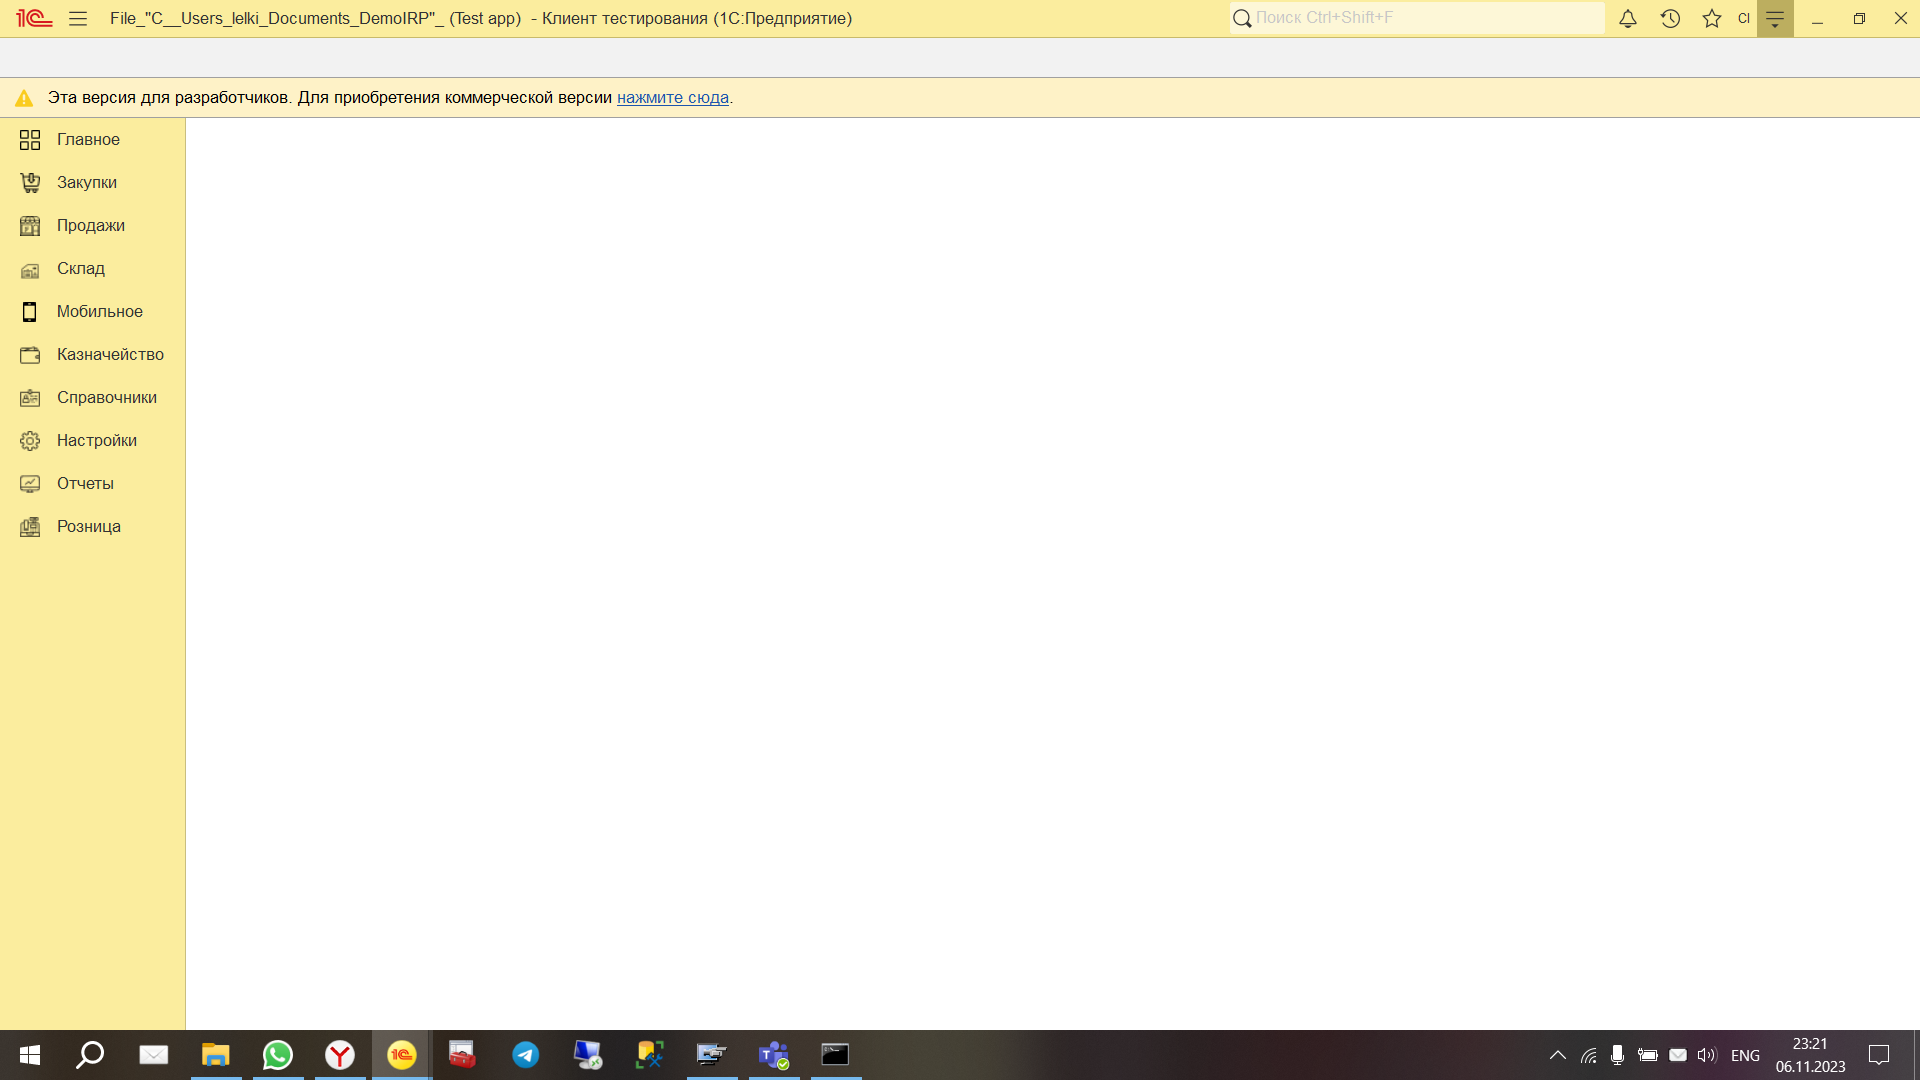 File_"C__Users_lelki_Documents_DemoIRP"_ (Test app) - Клиент тестирования (1С:Предприятие)
Поиск Ctrl+Shift+F
CI
Эта версия для разработчиков. Для приобретения коммерческой версии нажмите сюда.
Главное
Закупки
Продажи
Склад
Мобильное
Казначейство
Справочники
Настройки
Отчеты
Розница
ENG
23:21
06.11.2023